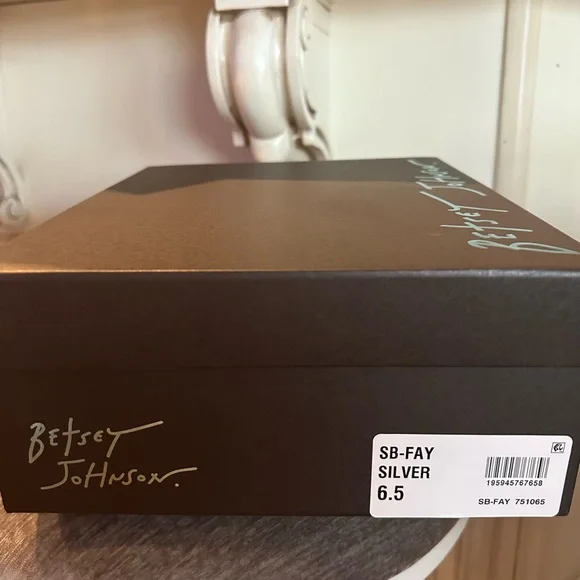 Betsey Johnson
Betsey
Johnson.
SB-FAY
SILVER
6.5
195945767658
SB-FAY 751065